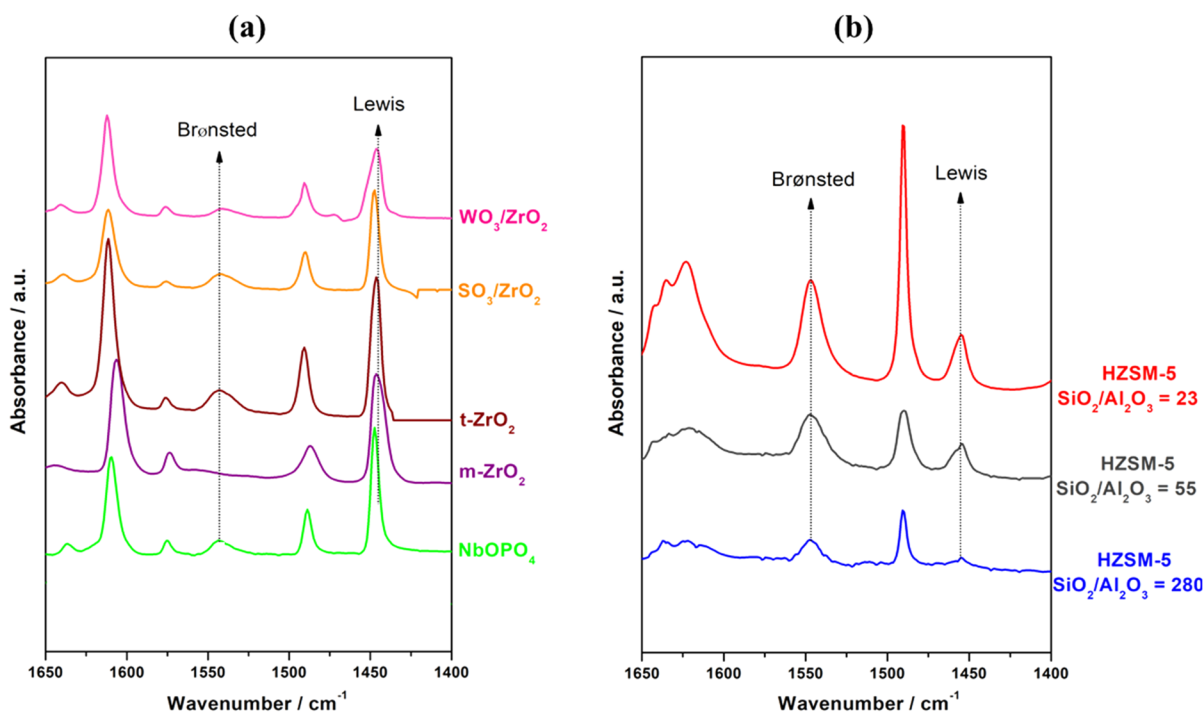 (a)
Absorbance / a.u.
Brønsted
Lewis
WO₃/ZrO₂
SO₃/ZrO₂
t-ZrO₂
m-ZrO₂
NbOPO₄
1650 1600 1550 1500 1450 1400
Wavenumber / cm⁻¹
(b)
Absorbance / a.u.
Brønsted
Lewis
HZSM-5
SiO₂/Al₂O₃ = 23
HZSM-5
SiO₂/Al₂O₃ = 55
HZSM-5
SiO₂/Al₂O₃ = 280
1650 1600 1550 1500 1450 1400
Wavenumber / cm⁻¹